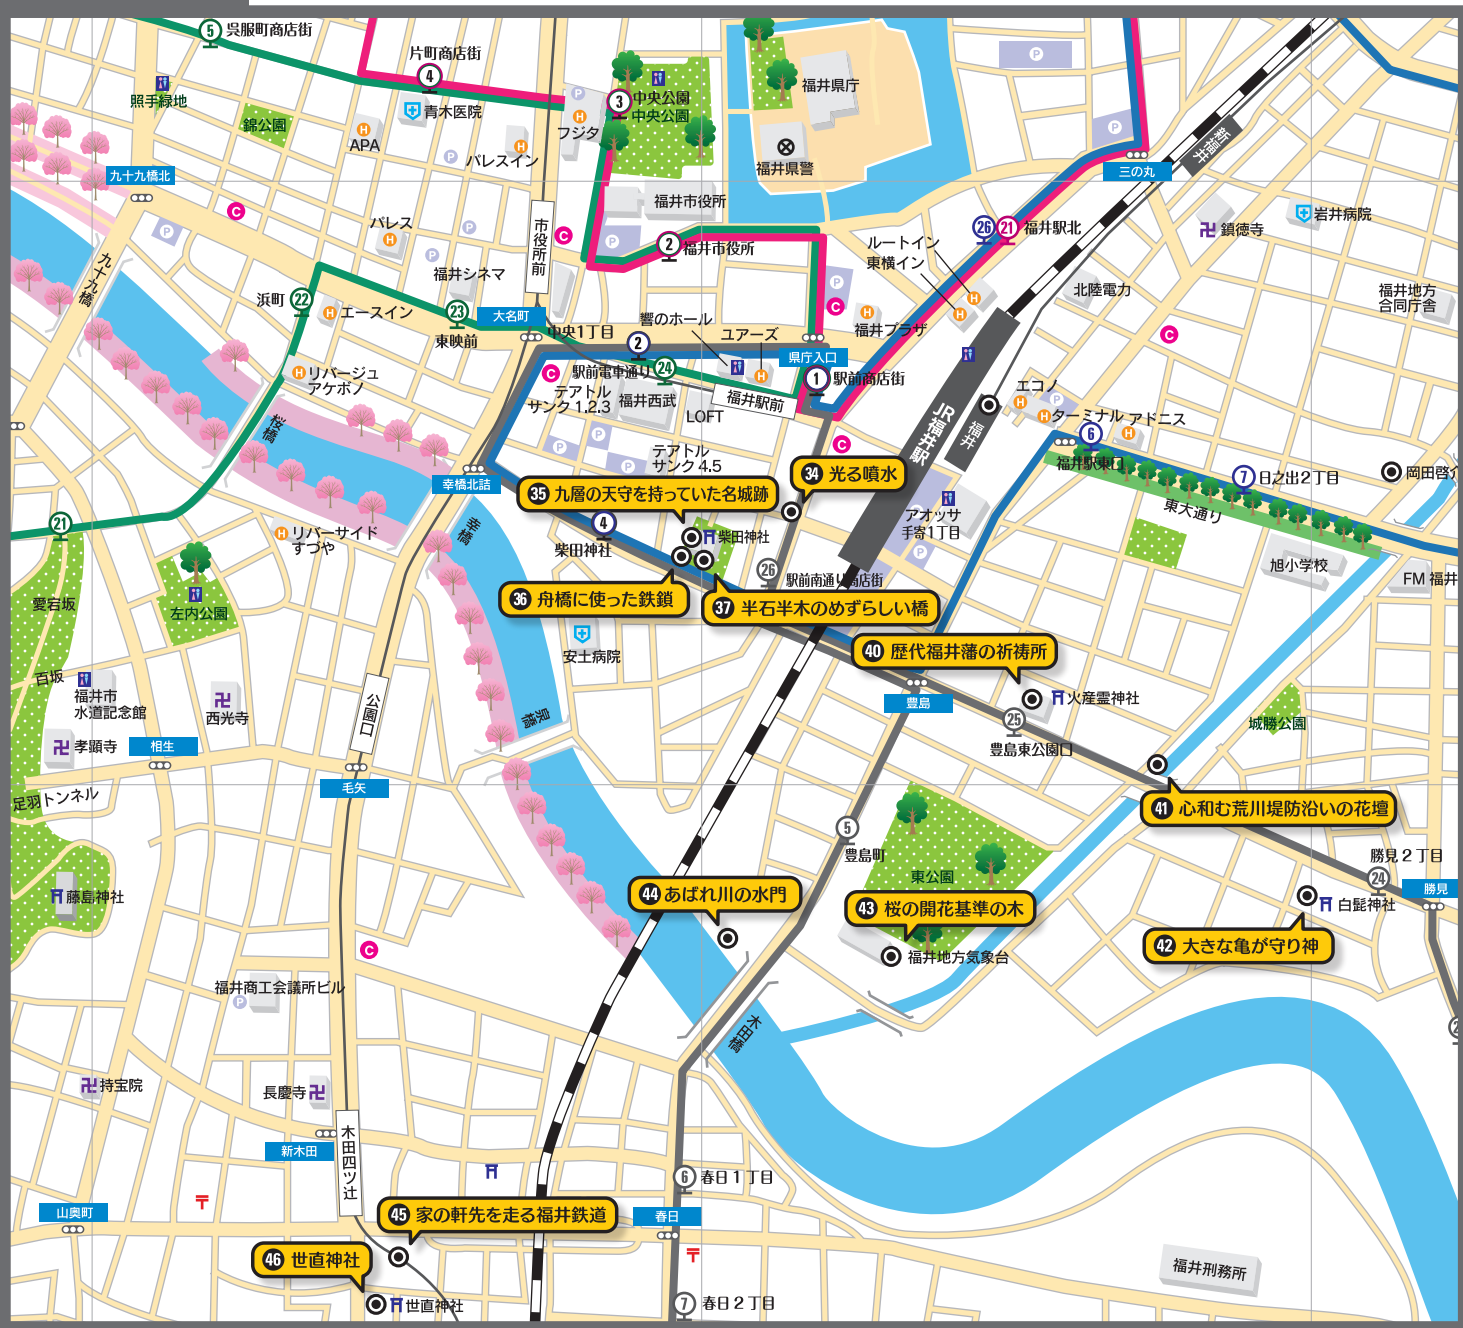 5 呉服町商店街
片町商店街
4
照手緑地
錦公園
青木医院
H
APA
P
パレスイン
H
P
H
フジタ
3 中央公園
中央公園
福井県庁
福井県警
P
P
新福井
三の丸
九十九橋北
C
P
パレス
H
P
P
福井シネマ
市役所前
C
福井市役所
P
2 福井市役所
ルートイン
東横イン
H
H
26 21 福井駅北
鎮徳寺
岩井病院
北陸電力
福井地方
合同庁舎
C
九十九橋
浜町 22
H エースイン
23
東映前
大名町
中央1丁目
響のホール
ユアーズ
H
2
駅前電車通り 24
県庁入口
P
C
H
福井プラザ
1 駅前商店街
H リバージュ
アケボノ
C
テアトル
サンク 1.2.3
福井西武
LOFT
福井駅前
JR福井駅
福井
エコノ
H
P
H ターミナル
アドニス
H
6
福井駅東口
7 日之出2丁目
岡田啓介
東大通り
桜橋
P
P
P
テアトル
サンク 4.5
C
幸橋北詰
35 九層の天守を持っていた名城跡
34 光る噴水
アオッサ
手寄1丁目
P
旭小学校
FM 福井
21
H リバーサイド
すづや
幸橋
4
柴田神社
柴田神社
26
駅前南通り商店街
36 舟橋に使った鉄鎖
37 半石半木のめずらしい橋
40 歴代福井藩の祈祷所
愛宕坂
左内公園
安土病院
百坂
福井市
水道記念館
西光寺
公園口
泉橋
豊島
火産霊神社
25
豊島東公園口
城勝公園
孝顕寺
相生
毛矢
足羽トンネル
41 心和む荒川堤防沿いの花壇
5
豊島町
東公園
勝見2丁目
24
勝見
藤島神社
44 あばれ川の水門
43 桜の開花基準の木
福井地方気象台
白髭神社
42 大きな亀が守り神
C
福井商工会議所ビル
P
木田橋
持宝院
長慶寺
新木田
木田四ツ辻
6 春日1丁目
〒
山奥町
45 家の軒先を走る福井鉄道
春日
〒
46 世直神社
世直神社
7 春日2丁目
福井刑務所